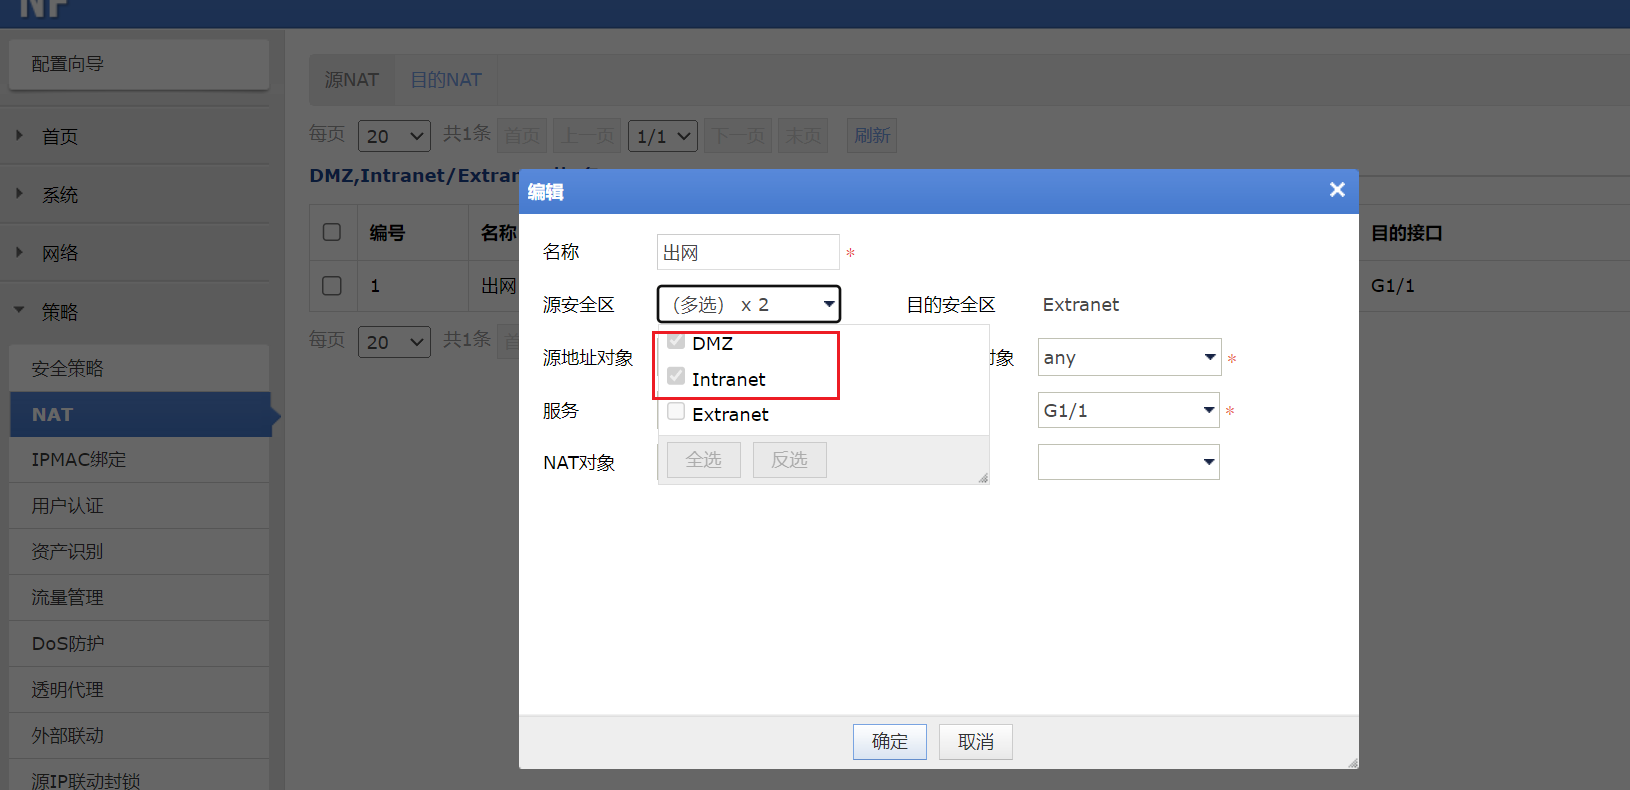 NF
配置向导
首页
系统
网络
策略
安全策略
NAT
IPMAC绑定
用户认证
资产识别
流量管理
DoS防护
透明代理
外部联动
源IP联动封锁
源NAT 目的NAT
每页 20 共1条 首页 上一页 1/1 下一页 末页 刷新
DMZ,Intranet/Extran
编号 名称 目的接口
1 出网 G1/1
每页 20 共1条 首
编辑
名称 出网 *
源安全区 (多选) x 2 目的安全区 Extranet
源地址对象 对象 any *
DMZ
Intranet
服务 Extranet G1/1 *
全选 反选
NAT对象
确定 取消